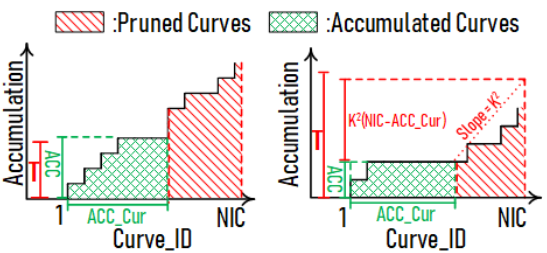 :Pruned Curves :Accumulated Curves
Accumulation
T
ACC
1
ACC_Cur
NIC
Curve_ID
Accumulation
T
K²(NIC-ACC_Cur)
Slope = K²
ACC
1
ACC_Cur
NIC
Curve_ID